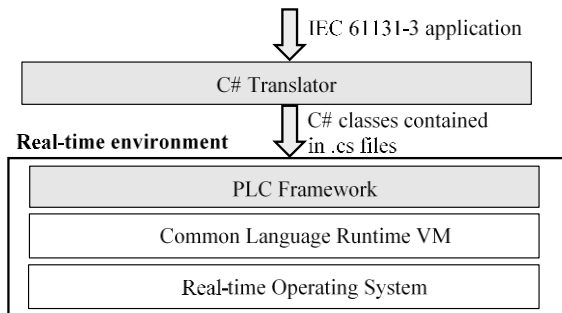 IEC 61131-3 application
C# Translator
C# classes contained
in .cs files
Real-time environment
PLC Framework
Common Language Runtime VM
Real-time Operating System